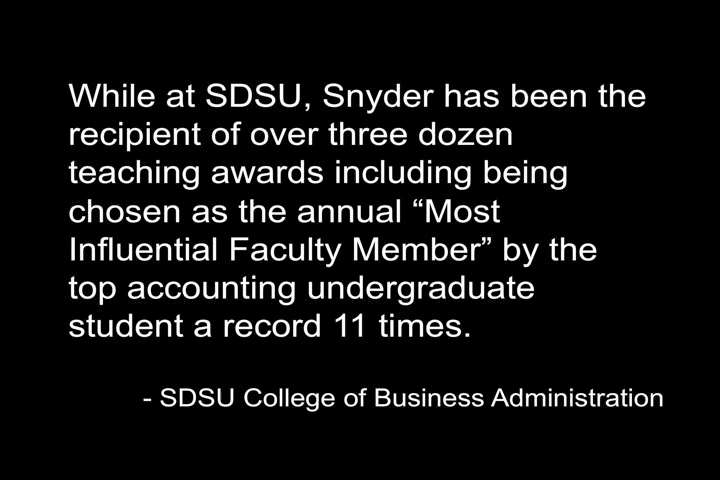 While at SDSU, Snyder has been the
recipient of over three dozen
teaching awards including being
chosen as the annual “Most
Influential Faculty Member” by the
top accounting undergraduate
student a record 11 times.
- SDSU College of Business Administration